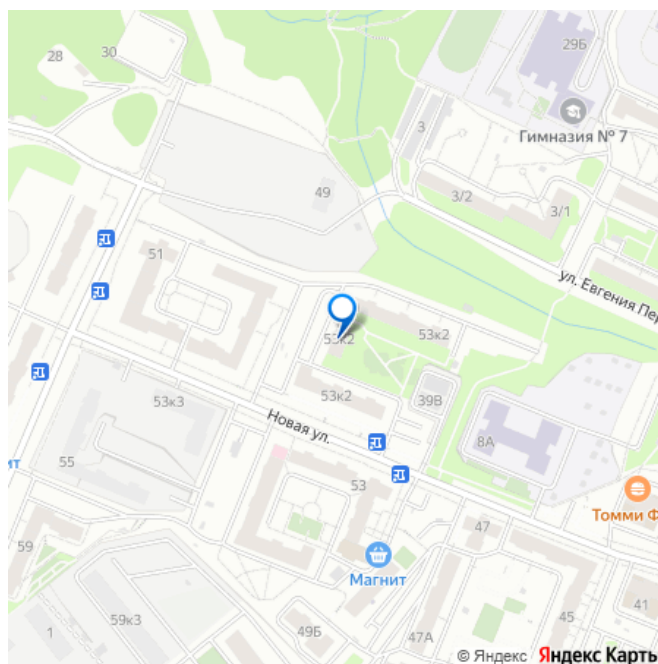 29Б
28
30
Гимназия № 7
3
3/2
3/1
49
51
ул. Евгения Пер
53к2
53к2
53к2
39В
53к3
Новая ул.
8А
55
ит
53
Томми Ф
47
59
Магнит
59к3
1
49Б
47А
45
41
© Яндекс Яндекс Карть